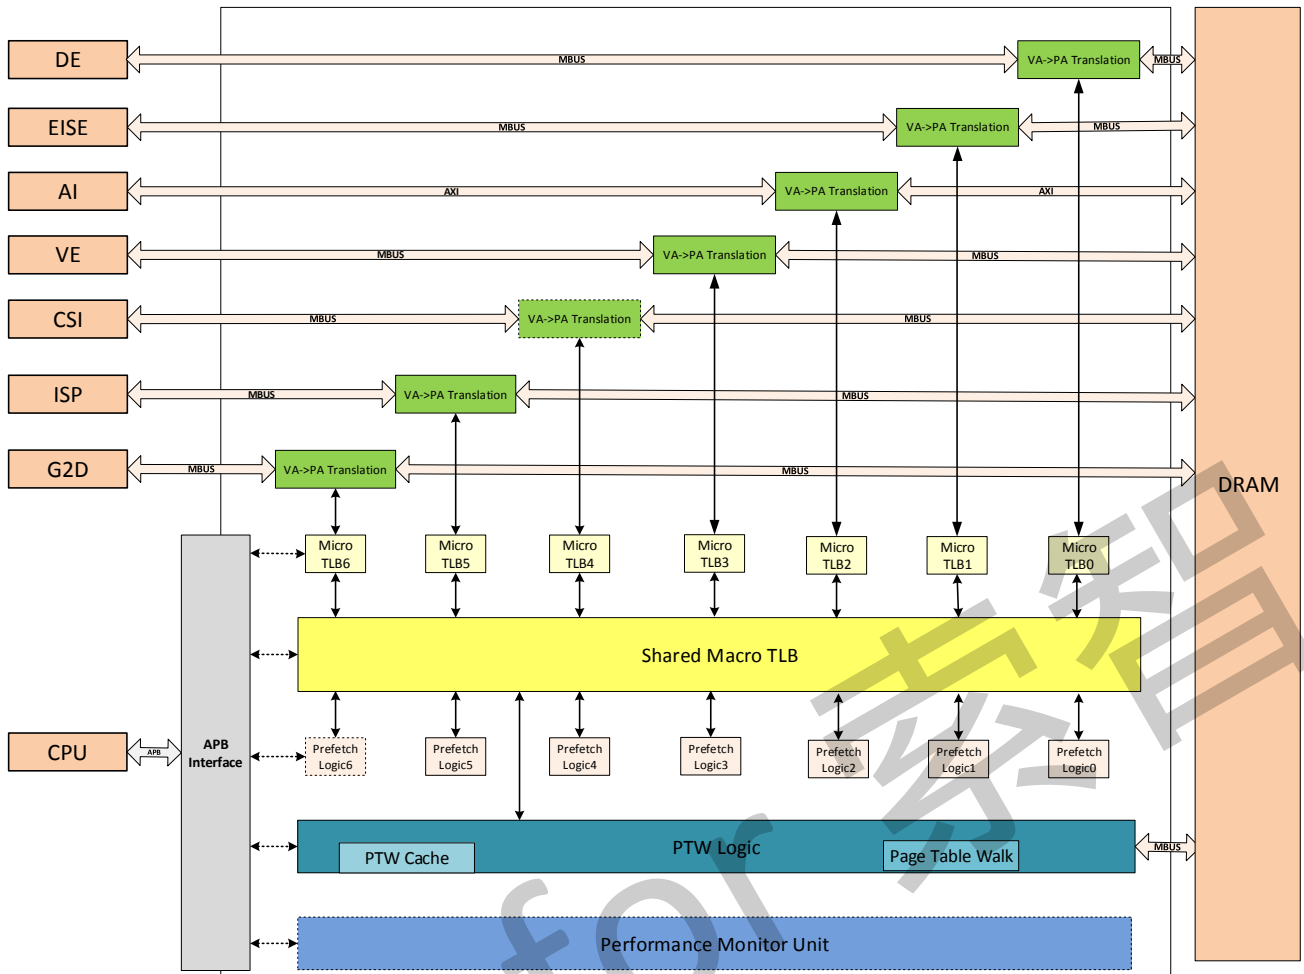 DE
MBUS
VA->PA Translation
MBUS
EISE
MBUS
VA->PA Translation
MBUS
AI
AXI
VA->PA Translation
AXI
VE
MBUS
VA->PA Translation
MBUS
CSI
MBUS
VA->PA Translation
MBUS
ISP
MBUS
VA->PA Translation
MBUS
G2D
MBUS
VA->PA Translation
MBUS
DRAM
Micro
TLB6
Micro
TLB5
Micro
TLB4
Micro
TLB3
Micro
TLB2
Micro
TLB1
Micro
TLB0
Shared Macro TLB
CPU
APB
APB
Interface
Prefetch
Logic6
Prefetch
Logic5
Prefetch
Logic4
Prefetch
Logic3
Prefetch
Logic2
Prefetch
Logic1
Prefetch
Logic0
PTW Logic
PTW Cache
Page Table Walk
MBUS
Performance Monitor Unit
for 索智